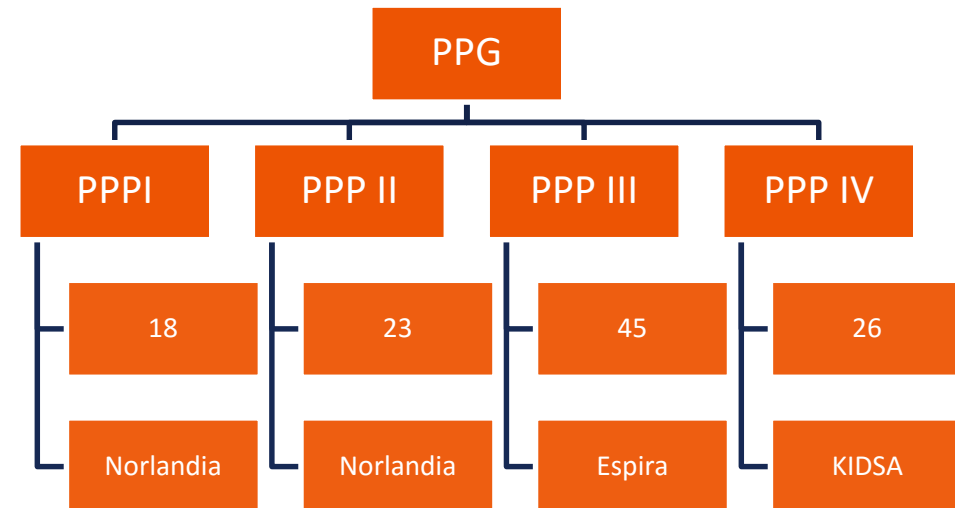 PPG
PPPI
PPP II
PPP III
PPP IV
18
23
45
26
Norlandia
Norlandia
Espira
KIDSA